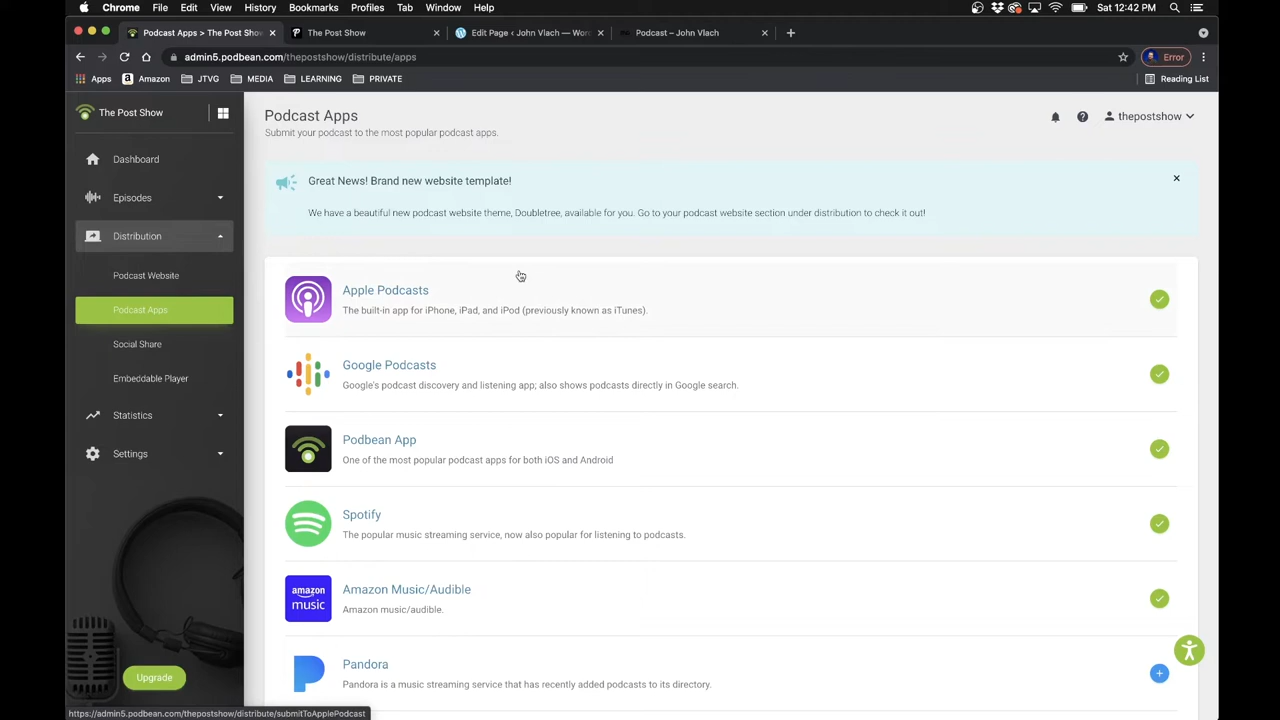 Chrome File Edit View History Bookmarks Profiles Tab Window Help Sat 12:42 PM
Podcast Apps > The Post Show The Post Show Edit Page ‹ John Vlach — Wor Podcast – John Vlach
admin5.podbean.com/thepostshow/distribute/apps Error
Apps Amazon JTVG MEDIA LEARNING PRIVATE Reading List
The Post Show
Dashboard
Episodes
Distribution
Podcast Website
Podcast Apps
Social Share
Embeddable Player
Statistics
Settings
Upgrade
Podcast Apps
Submit your podcast to the most popular podcast apps.
thepostshow
Great News! Brand new website template!
We have a beautiful new podcast website theme, Doubletree, available for you. Go to your podcast website section under distribution to check it out!
Apple Podcasts
The built-in app for iPhone, iPad, and iPod (previously known as iTunes).
Google Podcasts
Google's podcast discovery and listening app; also shows podcasts directly in Google search.
Podbean App
One of the most popular podcast apps for both iOS and Android
Spotify
The popular music streaming service, now also popular for listening to podcasts.
amazon
music
Amazon Music/Audible
Amazon music/audible.
Pandora
Pandora is a music streaming service that has recently added podcasts to its directory.
https://admin5.podbean.com/thepostshow/distribute/submitToApplePodcast